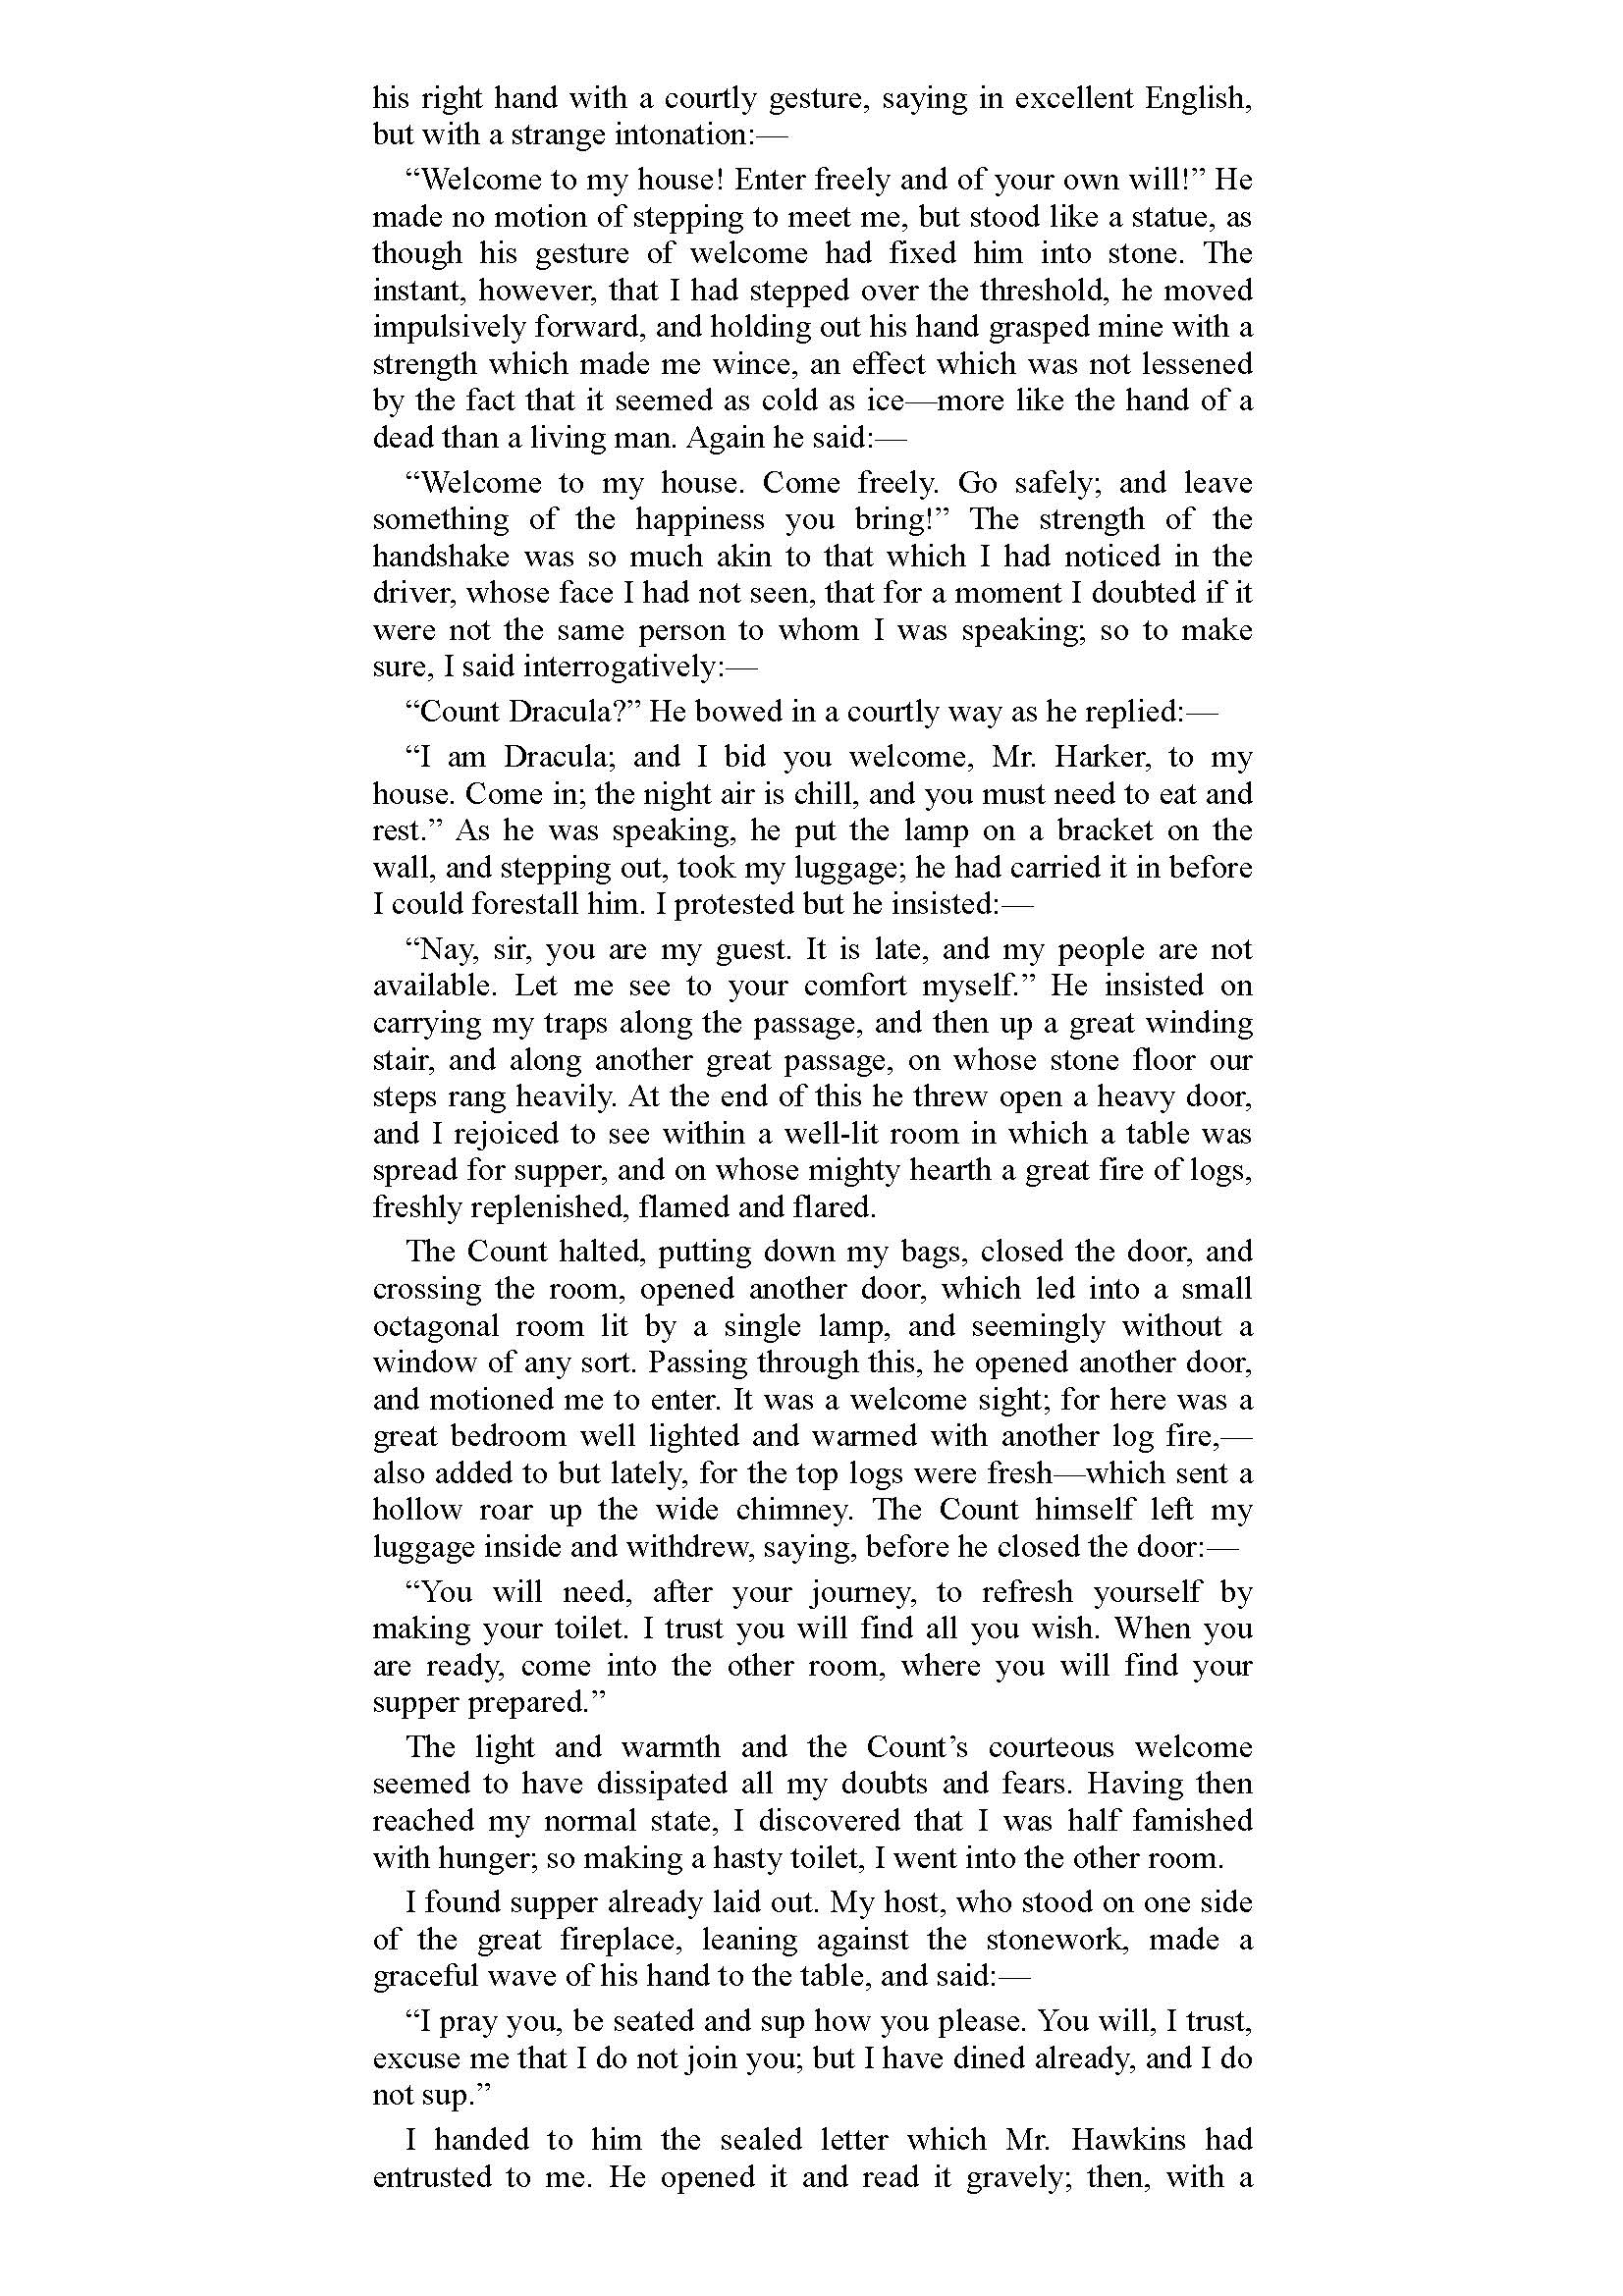 his right hand with a courtly gesture, saying in excellent English,
but with a strange intonation:—
“Welcome to my house! Enter freely and of your own will!” He
made no motion of stepping to meet me, but stood like a statue, as
though his gesture of welcome had fixed him into stone. The
instant, however, that I had stepped over the threshold, he moved
impulsively forward, and holding out his hand grasped mine with a
strength which made me wince, an effect which was not lessened
by the fact that it seemed as cold as ice—more like the hand of a
dead than a living man. Again he said:—
“Welcome to my house. Come freely. Go safely; and leave
something of the happiness you bring!” The strength of the
handshake was so much akin to that which I had noticed in the
driver, whose face I had not seen, that for a moment I doubted if it
were not the same person to whom I was speaking; so to make
sure, I said interrogatively:—
“Count Dracula?” He bowed in a courtly way as he replied:—
“I am Dracula; and I bid you welcome, Mr. Harker, to my
house. Come in; the night air is chill, and you must need to eat and
rest.” As he was speaking, he put the lamp on a bracket on the
wall, and stepping out, took my luggage; he had carried it in before
I could forestall him. I protested but he insisted:—
“Nay, sir, you are my guest. It is late, and my people are not
available. Let me see to your comfort myself.” He insisted on
carrying my traps along the passage, and then up a great winding
stair, and along another great passage, on whose stone floor our
steps rang heavily. At the end of this he threw open a heavy door,
and I rejoiced to see within a well-lit room in which a table was
spread for supper, and on whose mighty hearth a great fire of logs,
freshly replenished, flamed and flared.
The Count halted, putting down my bags, closed the door, and
crossing the room, opened another door, which led into a small
octagonal room lit by a single lamp, and seemingly without a
window of any sort. Passing through this, he opened another door,
and motioned me to enter. It was a welcome sight; for here was a
great bedroom well lighted and warmed with another log fire,—
also added to but lately, for the top logs were fresh—which sent a
hollow roar up the wide chimney. The Count himself left my
luggage inside and withdrew, saying, before he closed the door:—
“You will need, after your journey, to refresh yourself by
making your toilet. I trust you will find all you wish. When you
are ready, come into the other room, where you will find your
supper prepared.”
The light and warmth and the Count’s courteous welcome
seemed to have dissipated all my doubts and fears. Having then
reached my normal state, I discovered that I was half famished
with hunger; so making a hasty toilet, I went into the other room.
I found supper already laid out. My host, who stood on one side
of the great fireplace, leaning against the stonework, made a
graceful wave of his hand to the table, and said:—
“I pray you, be seated and sup how you please. You will, I trust,
excuse me that I do not join you; but I have dined already, and I do
not sup.”
I handed to him the sealed letter which Mr. Hawkins had
entrusted to me. He opened it and read it gravely; then, with a